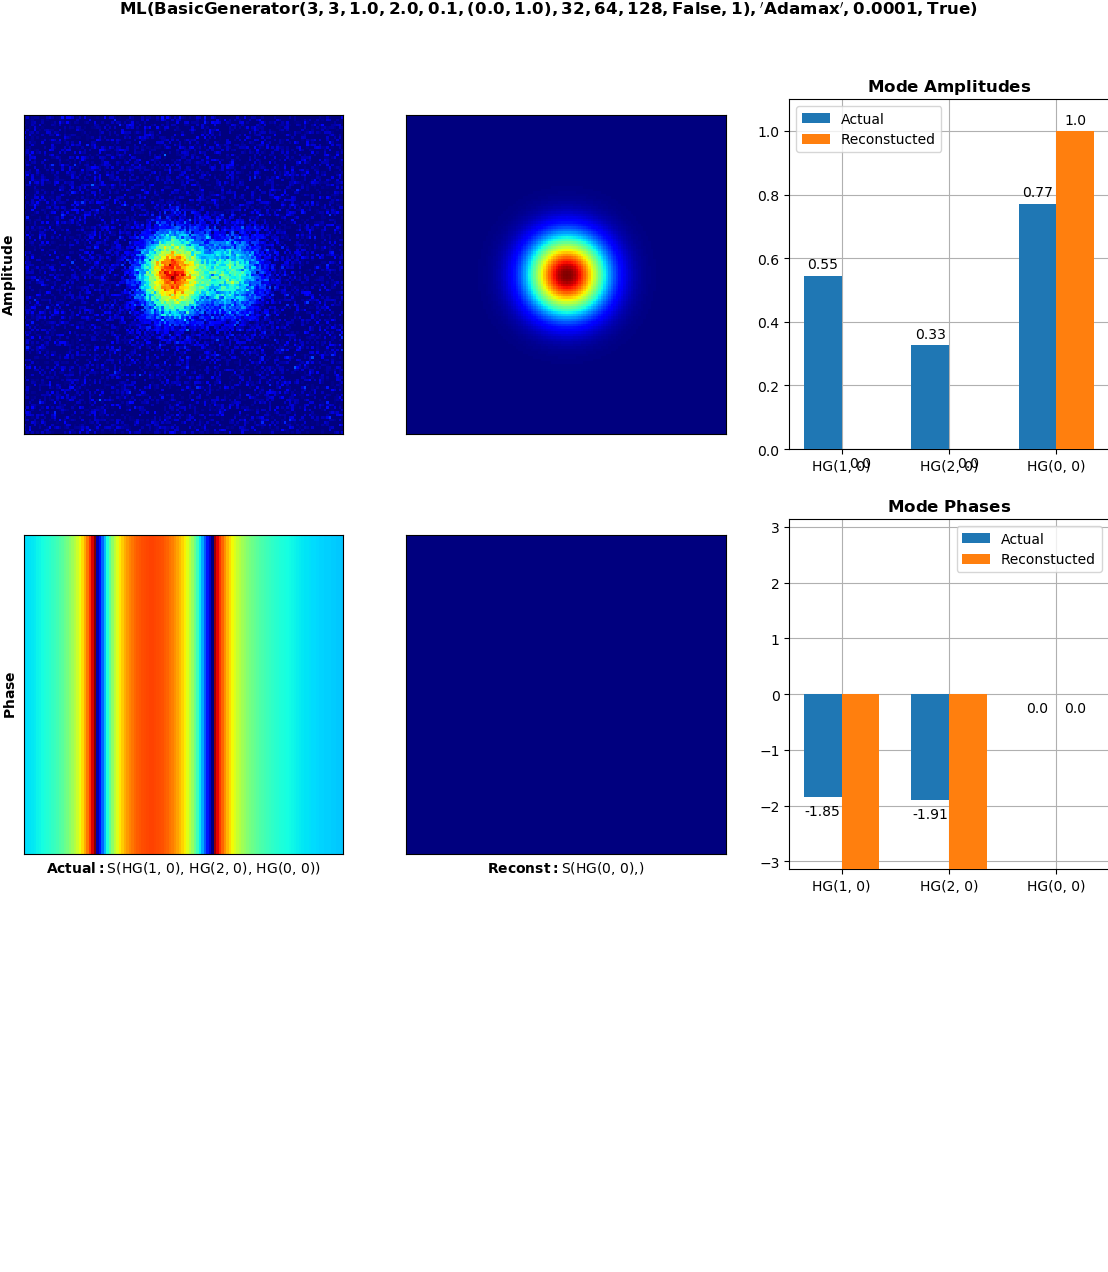 ML(BasicGenerator(3, 3, 1.0, 2.0, 0.1, (0.0, 1.0), 32, 64, 128, False, 1), 'Adamax', 0.0001, True)
Amplitude
Mode Amplitudes
Actual
Reconstucted
1.0
0.8
0.6
0.4
0.2
0.0
0.55
0.0
0.33
0.0
0.77
1.0
HG(1, 0)
HG(2, 0)
HG(0, 0)
Phase
Actual: S(HG(1, 0), HG(2, 0), HG(0, 0))
Reconst: S(HG(0, 0),)
Mode Phases
Actual
Reconstucted
3
2
1
0
−1
−2
−3
-1.85
-1.91
0.0
0.0
HG(1, 0)
HG(2, 0)
HG(0, 0)